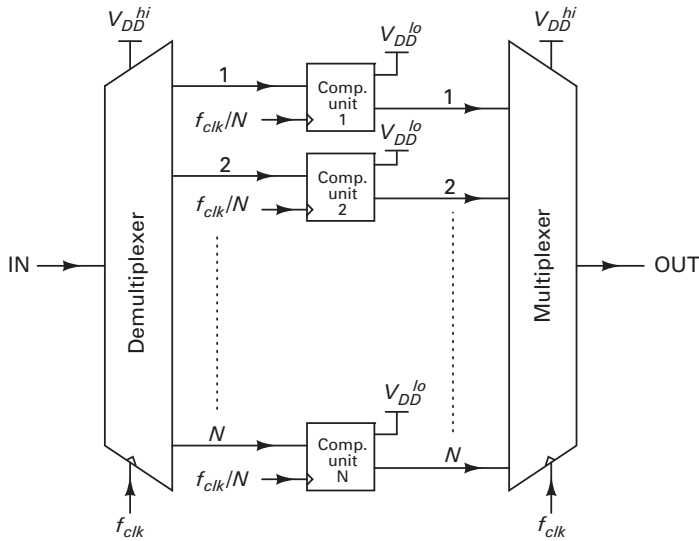 V_DD^hi
V_DD^lo
V_DD^hi
1
Comp.
unit
1
1
f_clk/N
V_DD^lo
2
Comp.
unit
2
2
f_clk/N
IN
Demultiplexer
Multiplexer
OUT
V_DD^lo
N
Comp.
unit
N
N
f_clk/N
f_clk
f_clk